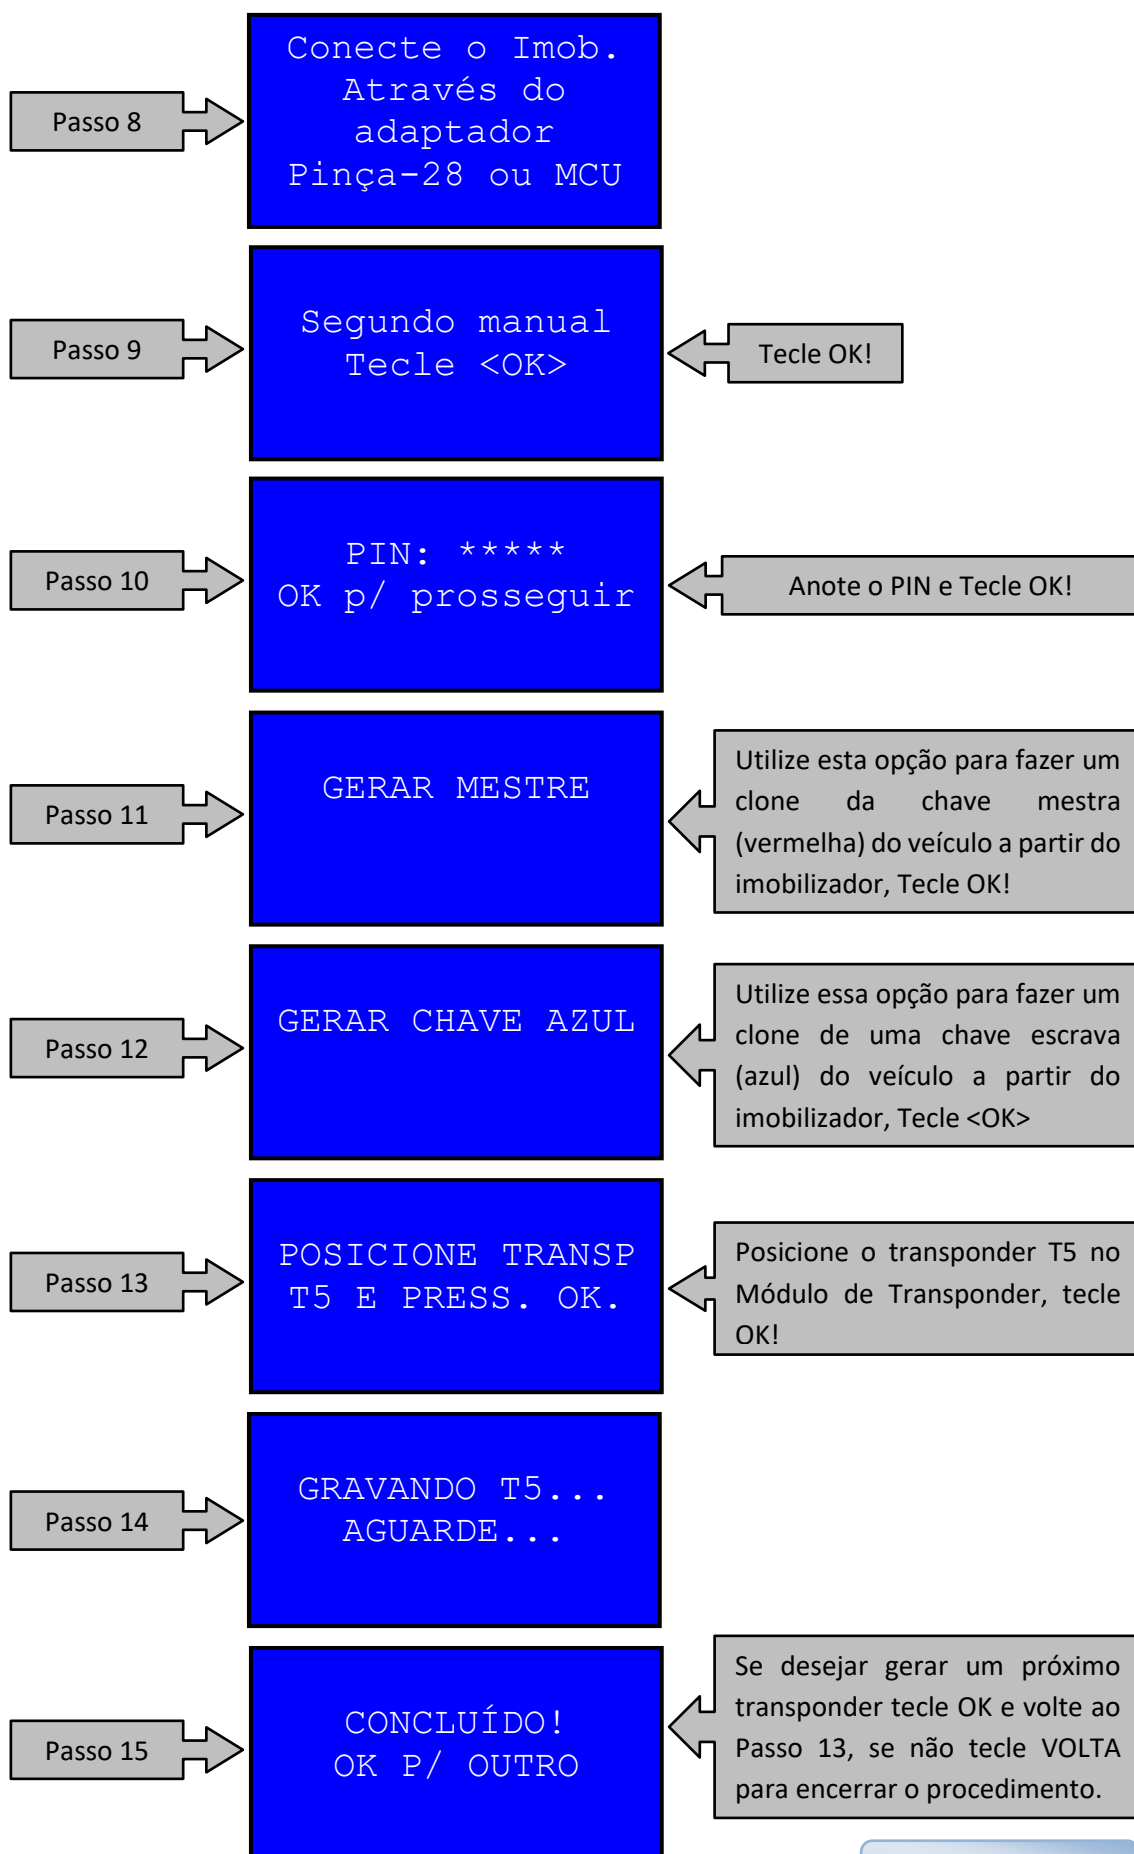 Conecte o Imob.
Através do
adaptador
Pinça-28 ou MCU
Passo 8
Segundo manual
Tecle <OK>
Passo 9
Tecle OK!
PIN: *****
OK p/ prosseguir
Passo 10
Anote o PIN e Tecle OK!
GERAR MESTRE
Passo 11
Utilize esta opção para fazer um
clone da chave mestra
(vermelha) do veículo a partir do
imobilizador, Tecle OK!
GERAR CHAVE AZUL
Passo 12
Utilize essa opção para fazer um
clone de uma chave escrava
(azul) do veículo a partir do
imobilizador, Tecle <OK>
POSICIONE TRANSP
T5 E PRESS. OK.
Passo 13
Posicione o transponder T5 no
Módulo de Transponder, tecle
OK!
GRAVANDO T5...
AGUARDE...
Passo 14
CONCLUÍDO!
OK P/ OUTRO
Passo 15
Se desejar gerar um próximo
transponder tecle OK e volte ao
Passo 13, se não tecle VOLTA
para encerrar o procedimento.